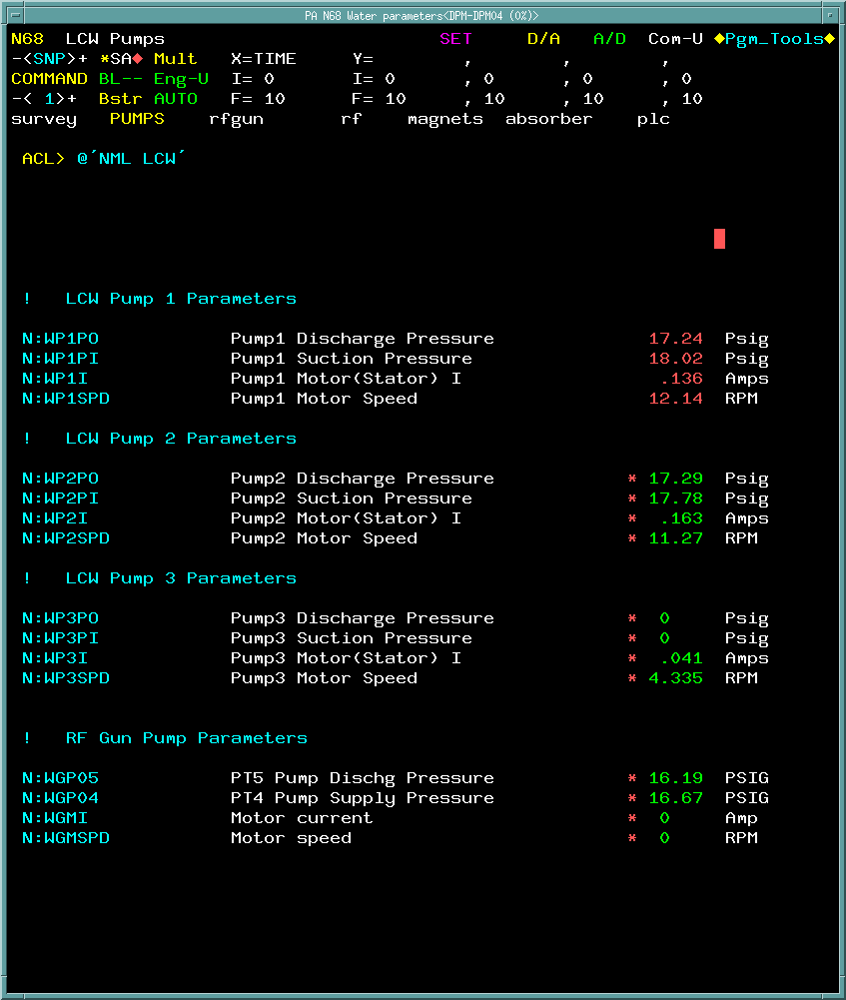 PA N68 Water parameters<DPM-DPM04 (0%)>
N68 LCW Pumps SET D/A A/D Com-U ◆Pgm_Tools◆
-<SNP>+ *SA◆ Mult X=TIME Y= , , ,
COMMAND BL-- Eng-U I= 0 I= 0 , 0 , 0 , 0
-< 1>+ Bstr AUTO F= 10 F= 10 , 10 , 10 , 10
survey PUMPS rfgun rf magnets absorber plc
ACL> @´NML LCW´
! LCW Pump 1 Parameters
N:WP1PO Pump1 Discharge Pressure 17.24 Psig
N:WP1PI Pump1 Suction Pressure 18.02 Psig
N:WP1I Pump1 Motor(Stator) I .136 Amps
N:WP1SPD Pump1 Motor Speed 12.14 RPM
! LCW Pump 2 Parameters
N:WP2PO Pump2 Discharge Pressure * 17.29 Psig
N:WP2PI Pump2 Suction Pressure * 17.78 Psig
N:WP2I Pump2 Motor(Stator) I * .163 Amps
N:WP2SPD Pump2 Motor Speed * 11.27 RPM
! LCW Pump 3 Parameters
N:WP3PO Pump3 Discharge Pressure * 0 Psig
N:WP3PI Pump3 Suction Pressure * 0 Psig
N:WP3I Pump3 Motor(Stator) I * .041 Amps
N:WP3SPD Pump3 Motor Speed * 4.335 RPM
! RF Gun Pump Parameters
N:WGP05 PT5 Pump Dischg Pressure * 16.19 PSIG
N:WGP04 PT4 Pump Supply Pressure * 16.67 PSIG
N:WGMI Motor current * 0 Amp
N:WGMSPD Motor speed * 0 RPM